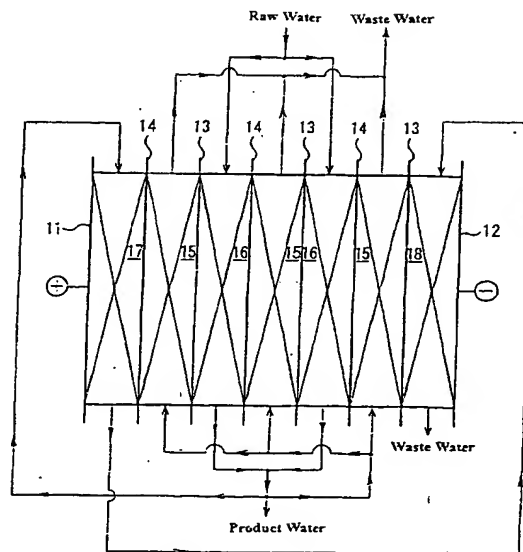 Raw Water
Waste Water
14 13 14 13 14 13
11
12
17 15 16 15 16 15 18
+
−
Waste Water
Product Water